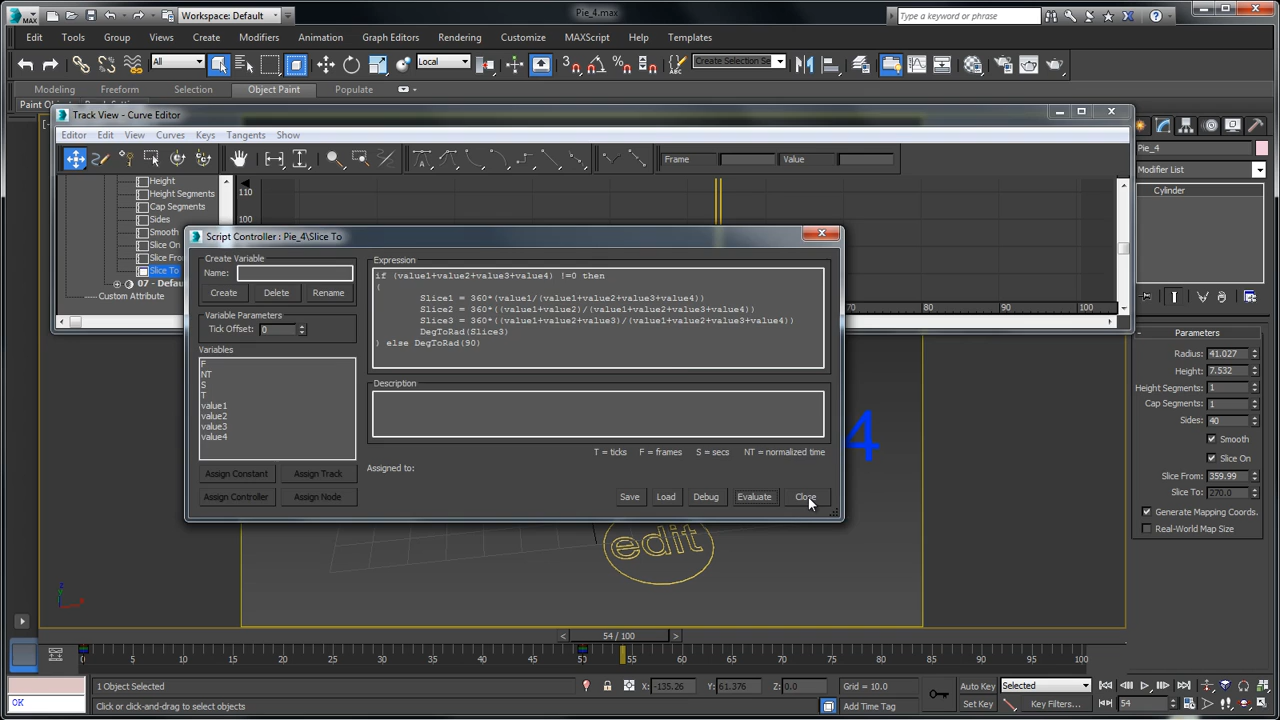 MAX
Workspace: Default
Pie_4.max
Type a keyword or phrase
Edit Tools Group Views Create Modifiers Animation Graph Editors Rendering Customize MAXScript Help Templates
All
Local
Create Selection Se
Modeling Freeform Selection Object Paint Populate
Paint Ob
Track View - Curve Editor
Editor Edit View Curves Keys Tangents Show
Frame
Value
Height
Height Segments
Cap Segments
Sides
Smooth
Slice On
Slice Fro
Slice To
07 - Def
Custom Attribute
110
100
70 80 90 100
Script Controller : Pie_4\Slice To
Create Variable
Name:
Create Delete Rename
Variable Parameters
Tick Offset: 0
Variables
F
NT
S
T
value1
value2
value3
value4
Assign Constant Assign Track
Assign Controller Assign Node
Expression
if (value1+value2+value3+value4) !=0 then
(
Slice1 = 360*(value1/(value1+value2+value3+value4))
Slice2 = 360*((value1+value2)/(value1+value2+value3+value4))
Slice3 = 360*((value1+value2+value3)/(value1+value2+value3+value4))
DegToRad(Slice3)
) else DegToRad(90)
Description
T = ticks F = frames S = secs NT = normalized time
Assigned to:
Save Load Debug Evaluate Close
4
edit
z
x
Pie_4
Modifier List
Cylinder
Parameters
Radius: 41.027
Height: 7.532
Height Segments: 1
Cap Segments: 1
Sides: 40
Smooth
Slice On
Slice From: 359.99
Slice To: 270.0
Generate Mapping Coords.
Real-World Map Size
54 / 100
0 5 10 15 20 25 30 35 40 45 50 55 60 65 70 75 80 85 90 95 100
1 Object Selected
X: -135.26 Y: 61.376 Z: 0.0 Grid = 10.0
Auto Key Selected
OK
Click or click-and-drag to select objects
Add Time Tag
Set Key Key Filters... 54